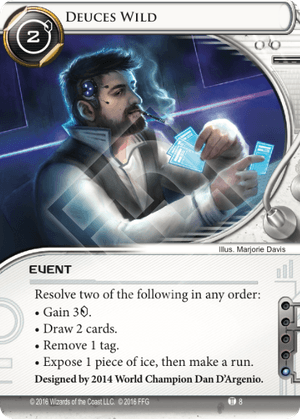 2
DEUCES WILD
Illus. Marjorie Davis
EVENT
Resolve two of the following in any order:
• Gain 3
• Draw 2 cards.
• Remove 1 tag.
• Expose 1 piece of ice, then make a run.
Designed by 2014 World Champion Dan D'Argenio.
© 2016 Wizards of the Coast LLC. © 2016 FFG
8